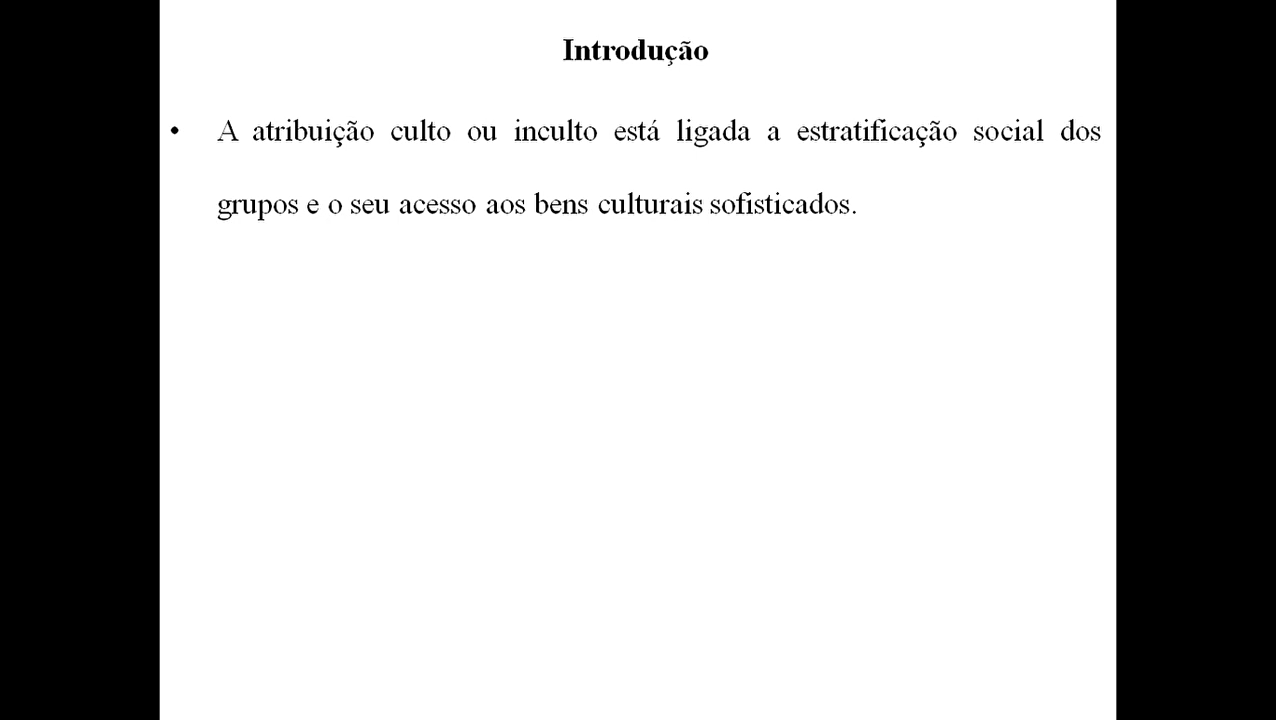 Introdução
• A atribuição culto ou inculto está ligada a estratificação social dos
grupos e o seu acesso aos bens culturais sofisticados.